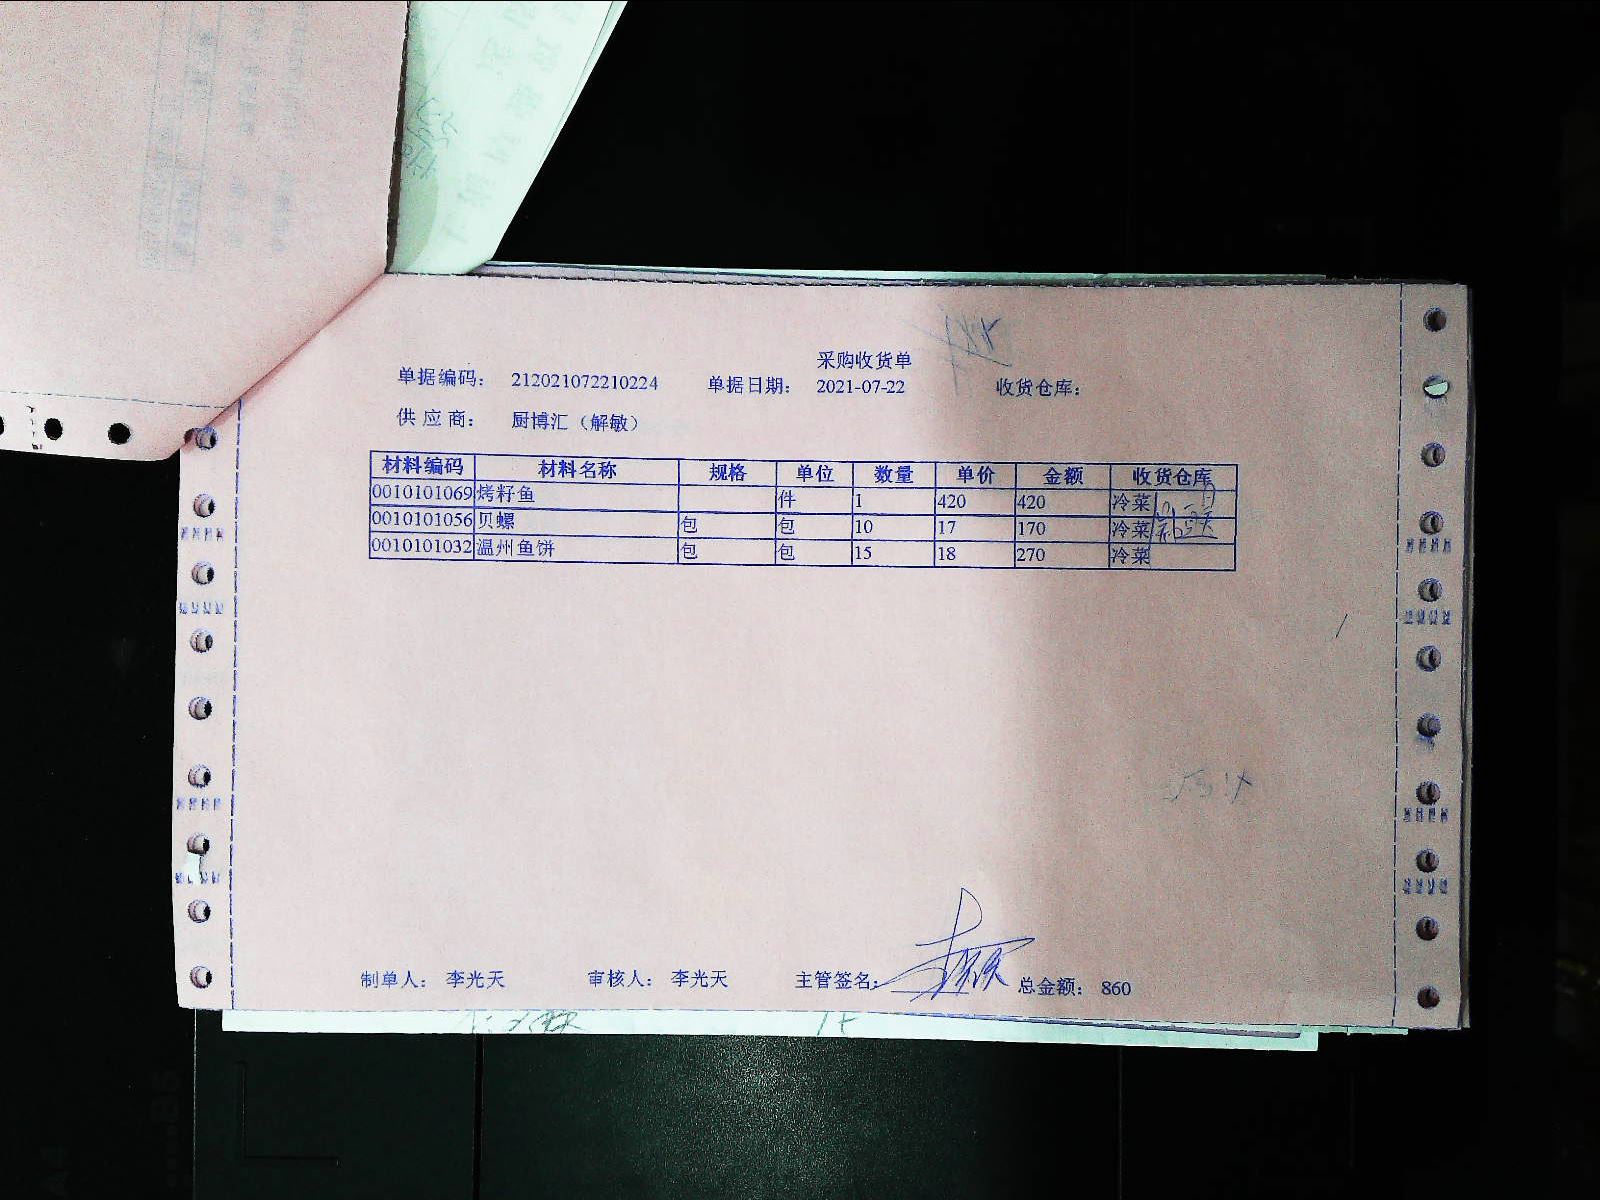 采购收货单
单据编码： 212021072210224 单据日期： 2021-07-22 收货仓库：
供 应 商： 厨博汇（解敏）
材料编码 材料名称 规格 单位 数量 单价 金额 收货仓库
0010101069 烤籽鱼 件 1 420 420 冷菜
0010101056 贝螺 包 包 10 17 170 冷菜
0010101032 温州鱼饼 包 包 15 18 270 冷菜
制单人： 李光天 审核人： 李光天 主管签名： 总金额： 860